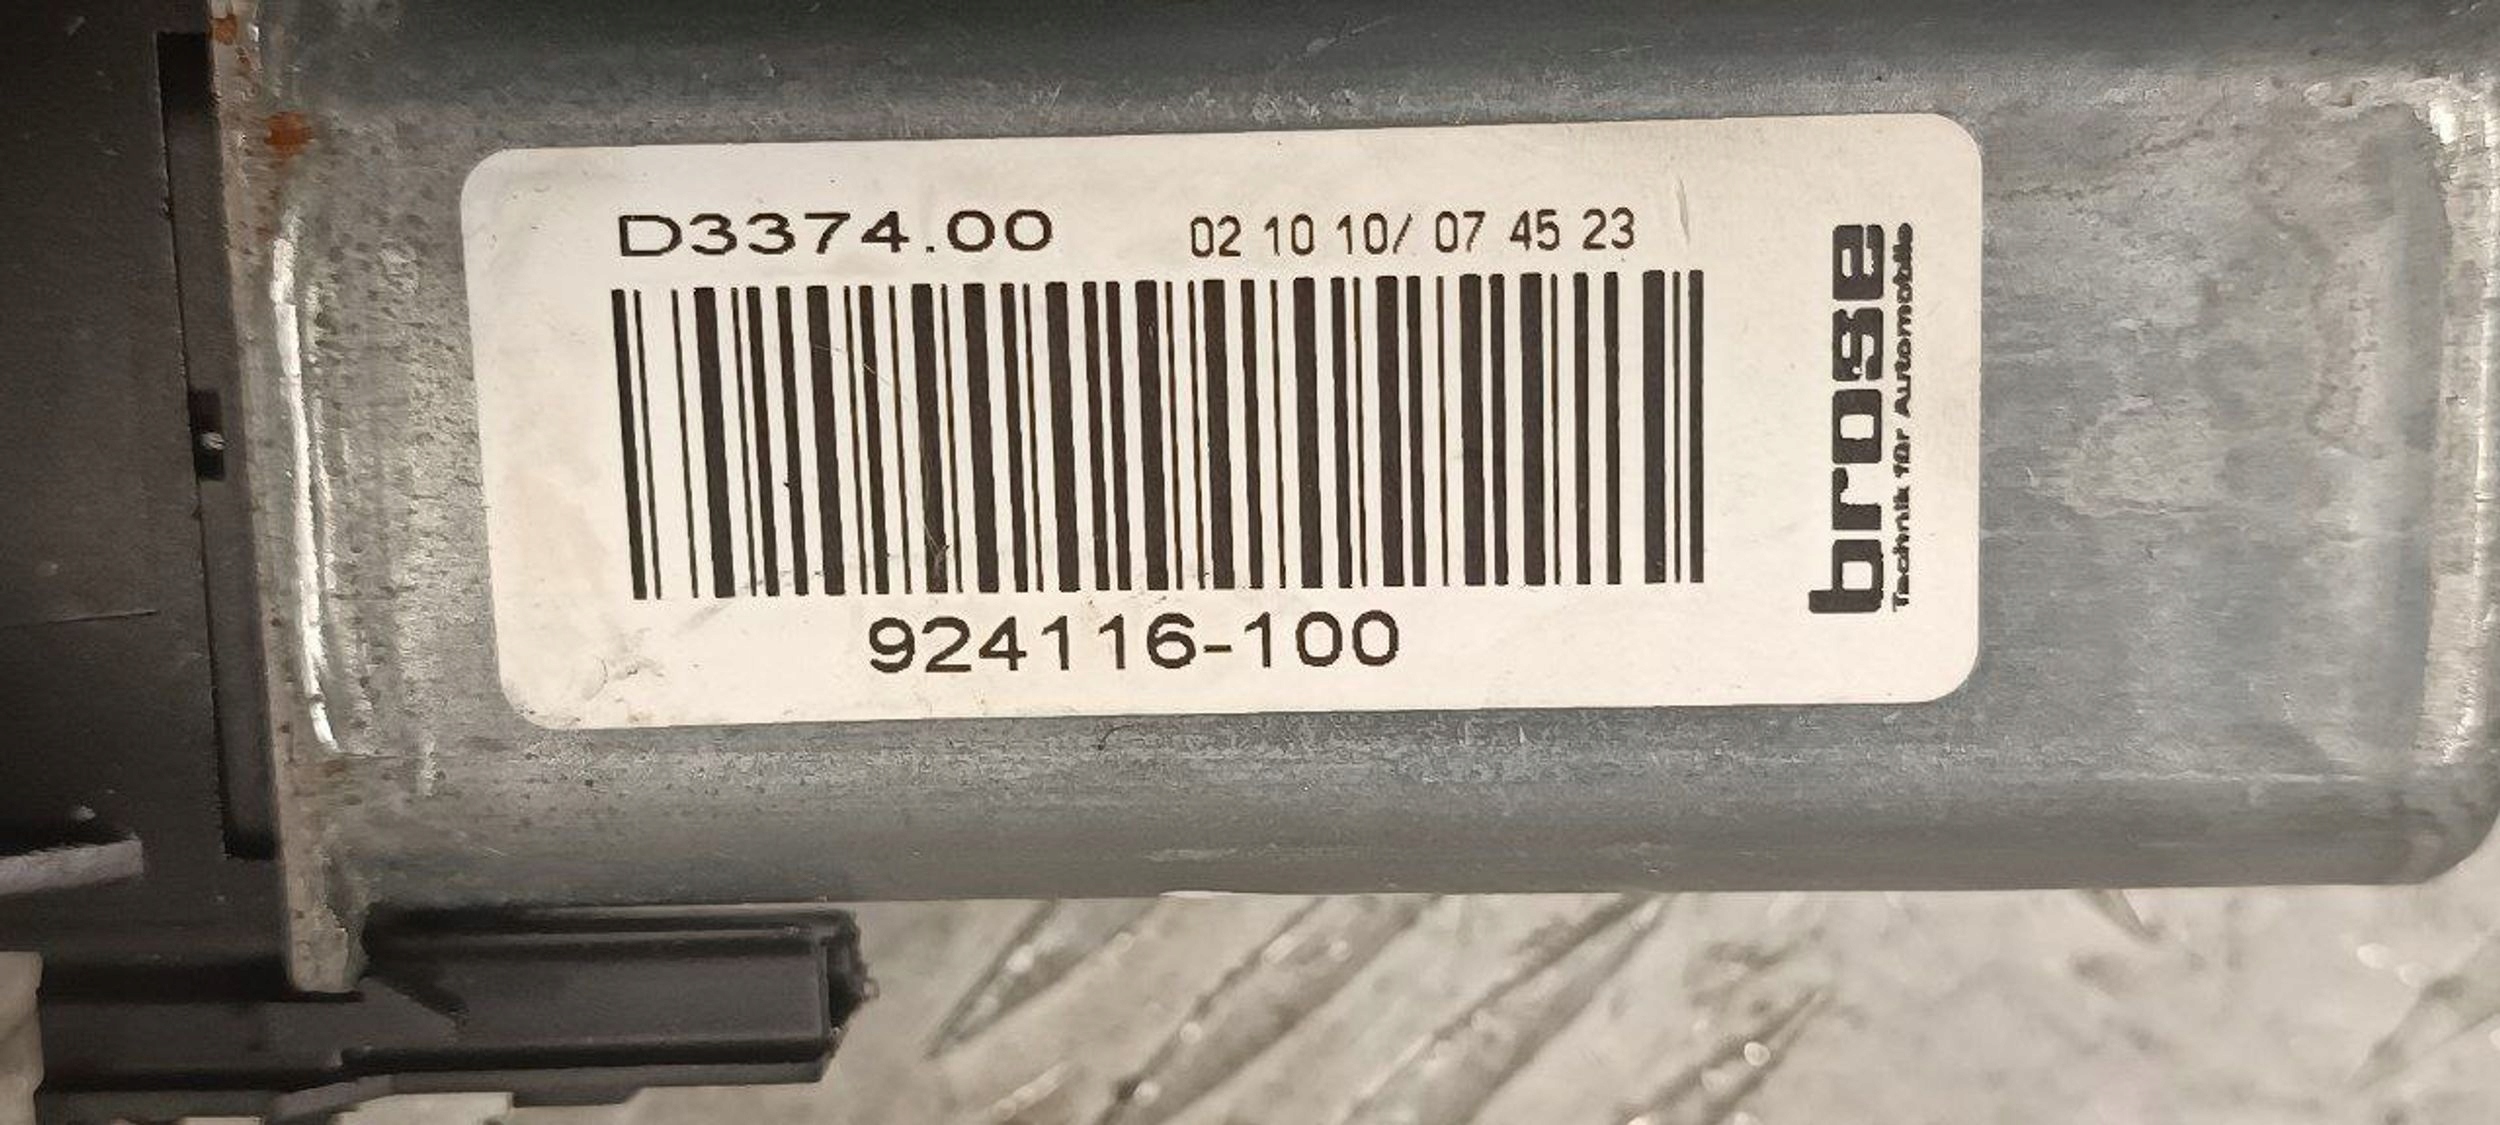 D3374.00 02 10 10/ 07 45 23
924116-100
brose
Technik für Automobile